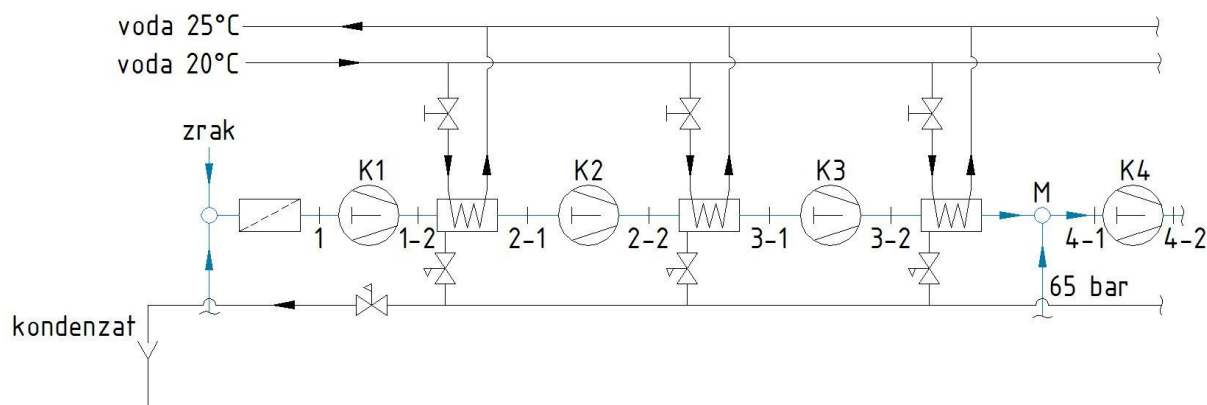 voda 25°C
voda 20°C
zrak
K1
K2
K3
M
K4
1
1-2
2-1
2-2
3-1
3-2
4-1
4-2
65 bar
kondenzat